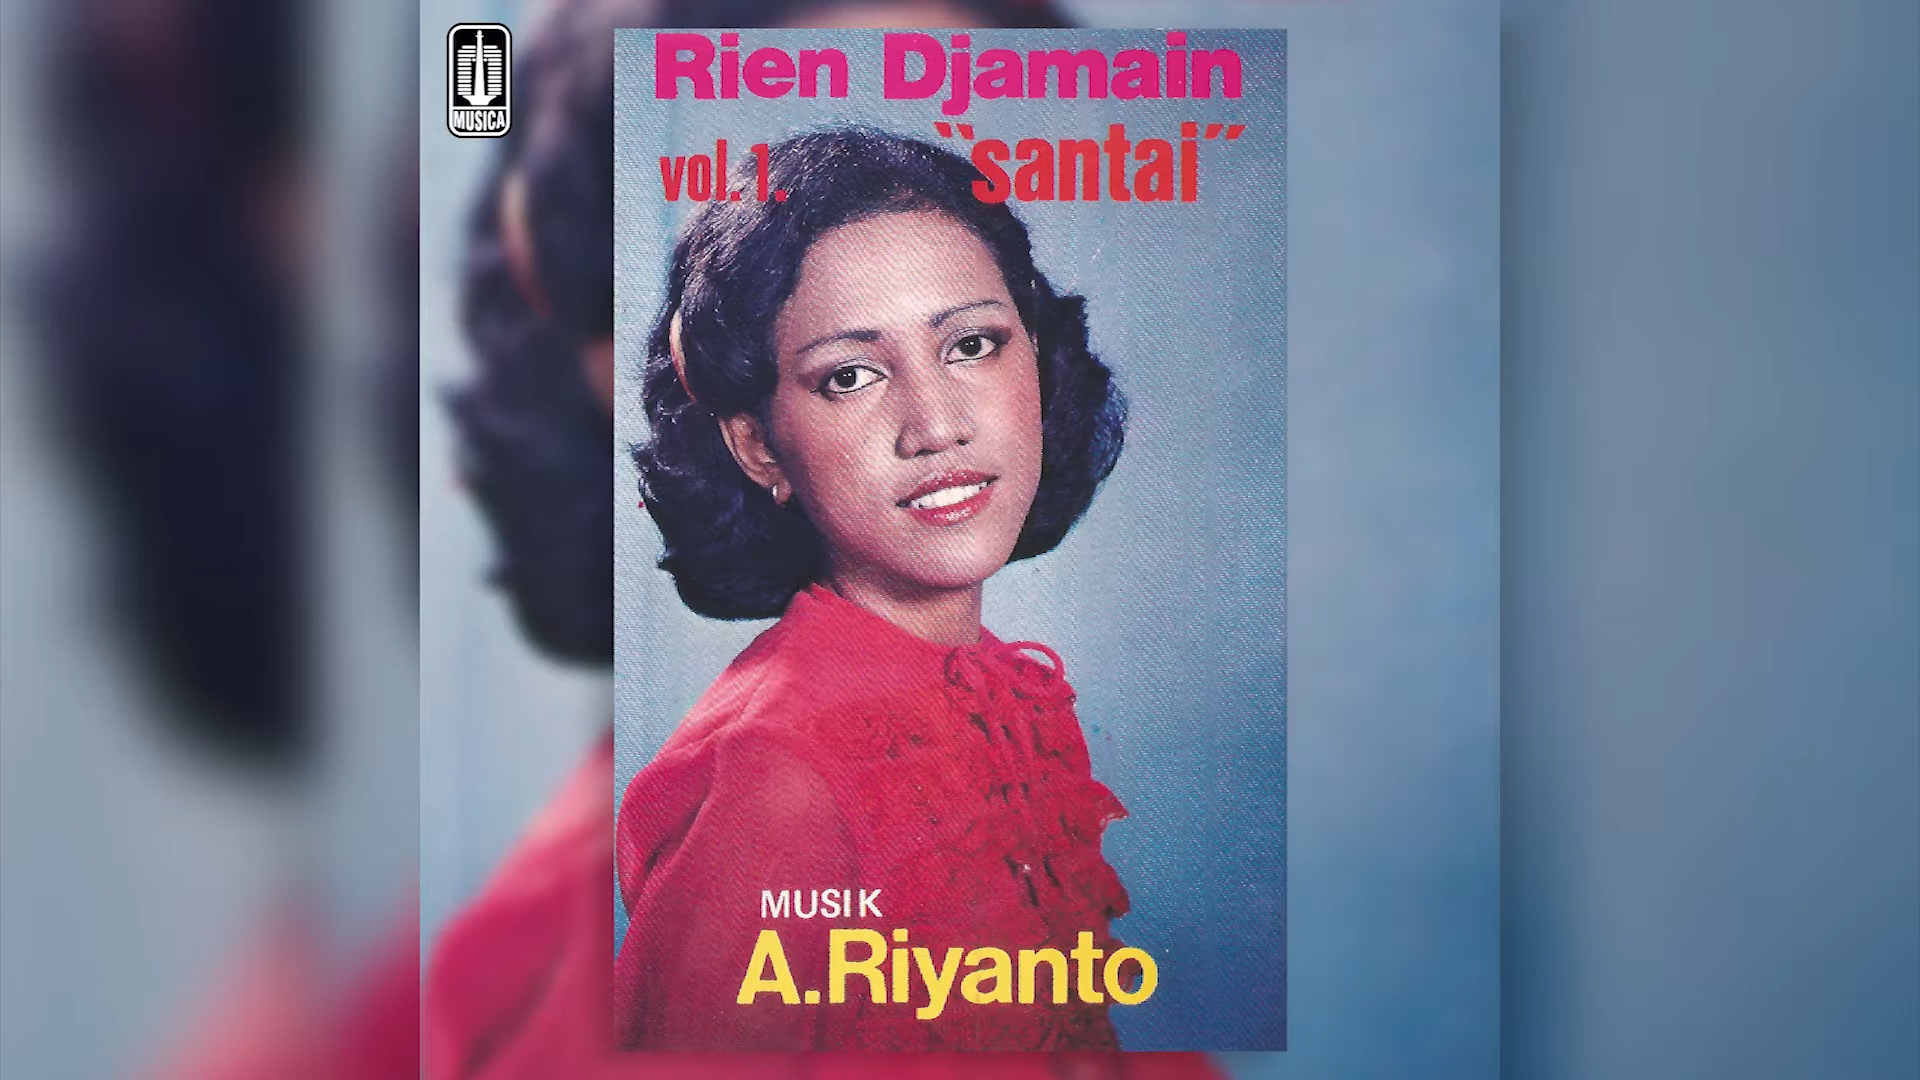 MUSICA
Rien Djamain
vol. 1. "santai"
MUSIK
A.Riyanto